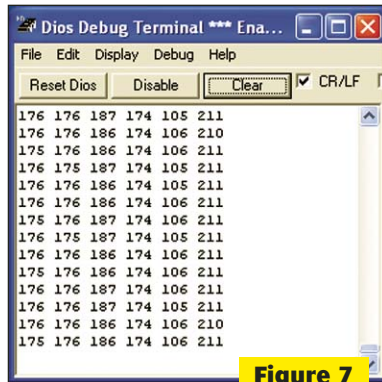 Dios Debug Terminal *** Ena...
File Edit Display Debug Help
Reset Dios Disable Clear CR/LF
176 176 187 174 105 211
176 176 186 174 106 210
175 176 186 174 106 211
176 175 187 174 105 211
176 176 186 174 106 211
176 176 186 174 106 211
175 175 187 174 106 211
176 175 187 174 105 211
176 176 186 174 106 211
175 176 186 174 106 211
176 176 187 174 106 211
176 176 187 174 105 211
176 176 186 174 106 210
175 176 186 174 106 211
Figure 7